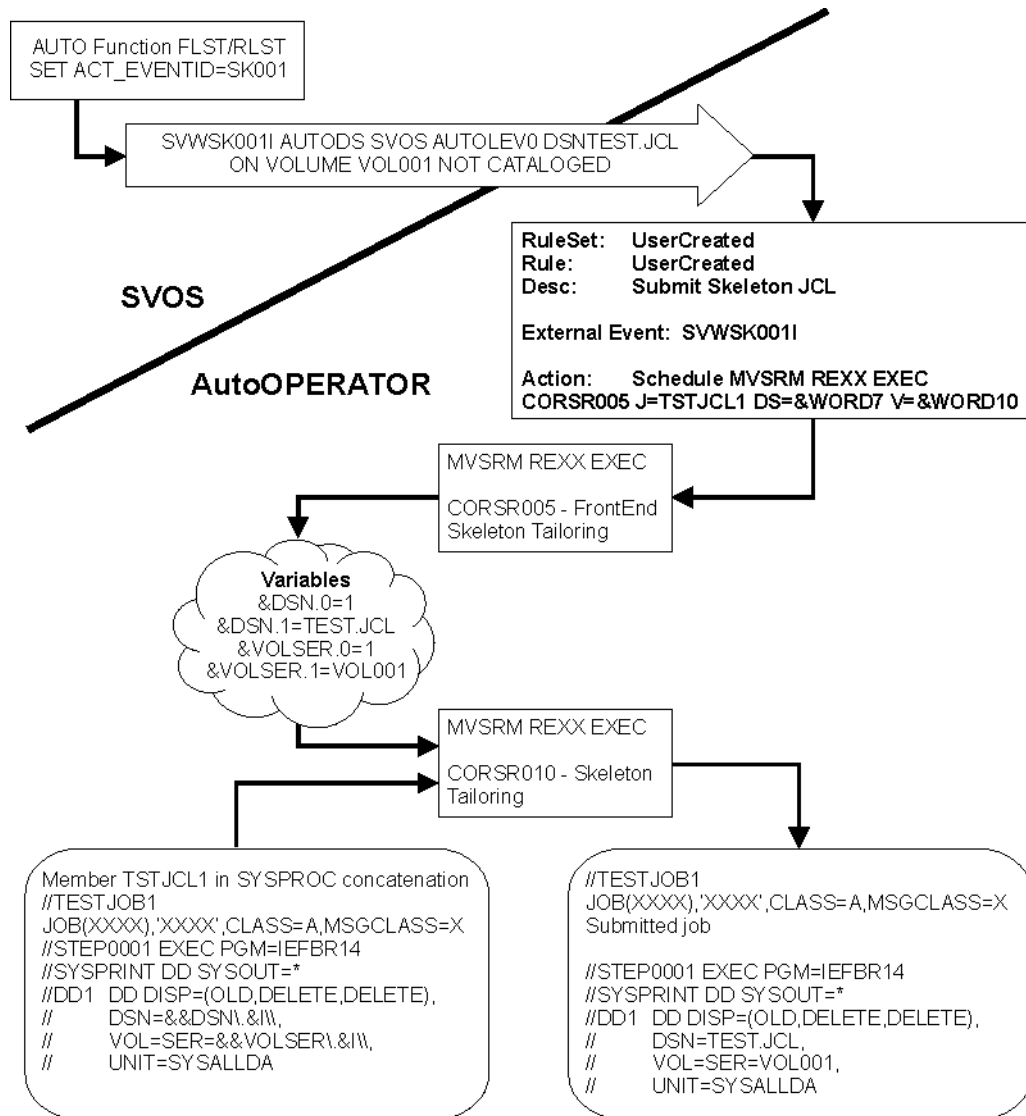 AUTO Function FLST/RLST
SET ACT_EVENTID=SK001
SVWSK001I AUTODS SVOS AUTOLEV0 DSNTEST.JCL
ON VOLUME VOL001 NOT CATALOGED
RuleSet: UserCreated
Rule: UserCreated
Desc: Submit Skeleton JCL
External Event: SVWSK001I
Action: Schedule MVSRM REXX EXEC
CORSR005 J=TSTJCL1 DS=&WORD7 V=&WORD10
SVOS
AutoOPERATOR
MVSRM REXX EXEC
CORSR005 - FrontEnd
Skeleton Tailoring
Variables
&DSN.0=1
&DSN.1=TEST.JCL
&VOLSER.0=1
&VOLSER.1=VOL001
MVSRM REXX EXEC
CORSR010 - Skeleton
Tailoring
Member TSTJCL1 in SYSPROC concatenation
//TESTJOB1
JOB(XXXX),'XXXX',CLASS=A,MSGCLASS=X
//STEP0001 EXEC PGM=IEFBR14
//SYSPRINT DD SYSOUT=*
//DD1 DD DISP=(OLD,DELETE,DELETE),
// DSN=&&DSN\.&I\\,
// VOL=SER=&&VOLSER\.&I\\,
// UNIT=SYSALLDA
//TESTJOB1
JOB(XXXX),'XXXX',CLASS=A,MSGCLASS=X
Submitted job
//STEP0001 EXEC PGM=IEFBR14
//SYSPRINT DD SYSOUT=*
//DD1 DD DISP=(OLD,DELETE,DELETE),
// DSN=TEST.JCL,
// VOL=SER=VOL001,
// UNIT=SYSALLDA